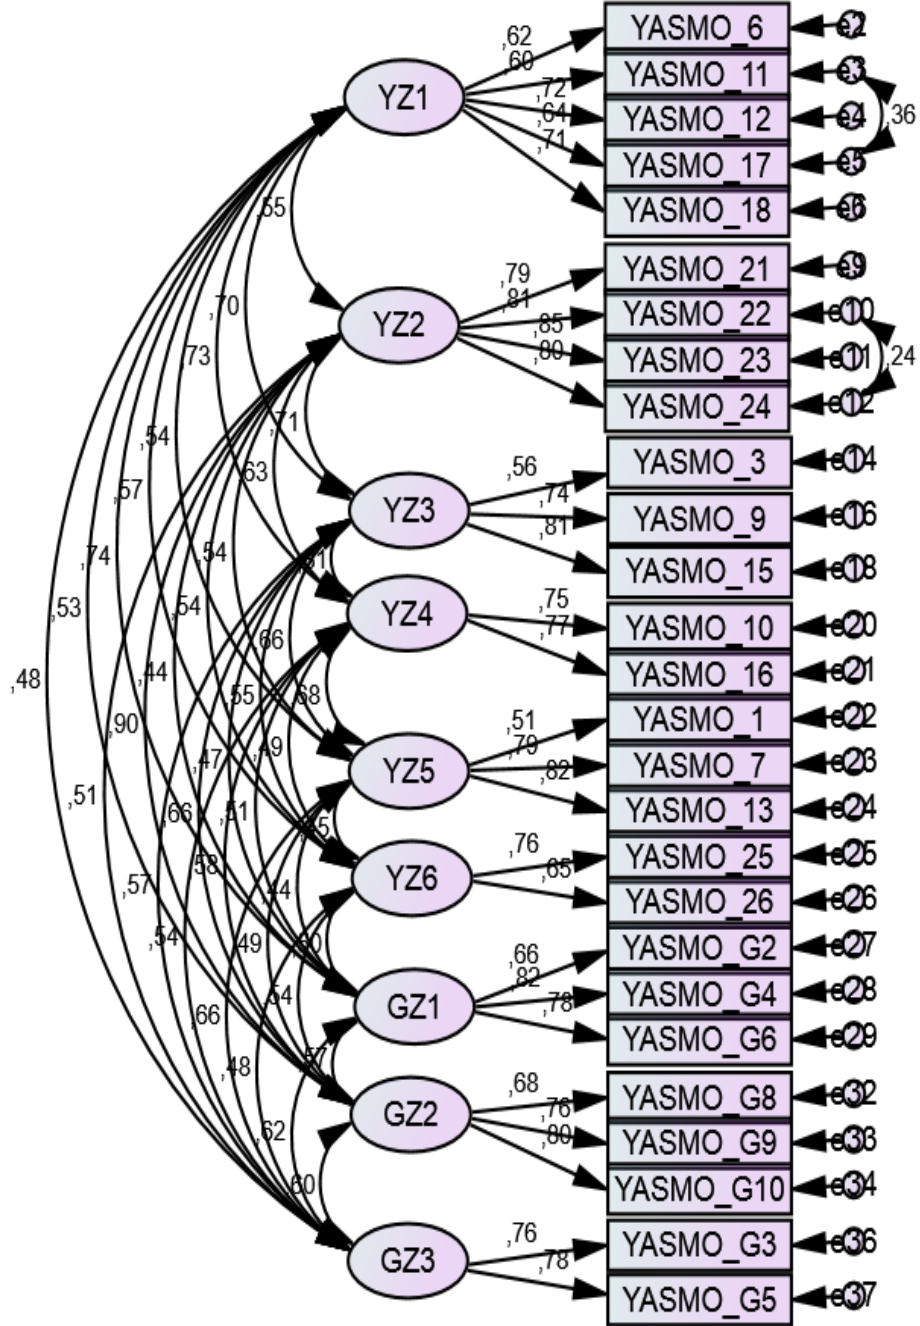 YASMO_6
e2
,62
,60
YASMO_11
e3
YZ1
,72
YASMO_12
e4
,36
,64
,71
YASMO_17
e5
YASMO_18
e6
,55
YASMO_21
e9
,79
,81
YASMO_22
e10
,70
YZ2
,85
,80
YASMO_23
e11
,24
,73
YASMO_24
e12
,71
,54
YASMO_3
e14
,56
,63
,57
,74
YZ3
YASMO_9
e16
,81
,74
,54
YASMO_15
e18
,53
,54
YZ4
,75
,77
YASMO_10
e20
,66
,48
,44
YASMO_16
e21
,55
,68
YASMO_1
e22
,90
,51
,49
,79
,47
YZ5
,82
YASMO_7
e23
,51
YASMO_13
e24
,66
,51
,76
YASMO_25
e25
,58
,65
YZ6
,57
,44
YASMO_26
e26
,54
,49
YASMO_G2
e27
,66
,82
,54
GZ1
,78
YASMO_G4
e28
,66
YASMO_G6
e29
,48
,68
YASMO_G8
e32
GZ2
,76
,62
,80
YASMO_G9
e33
,60
YASMO_G10
e34
,76
YASMO_G3
e36
GZ3
,78
YASMO_G5
e37